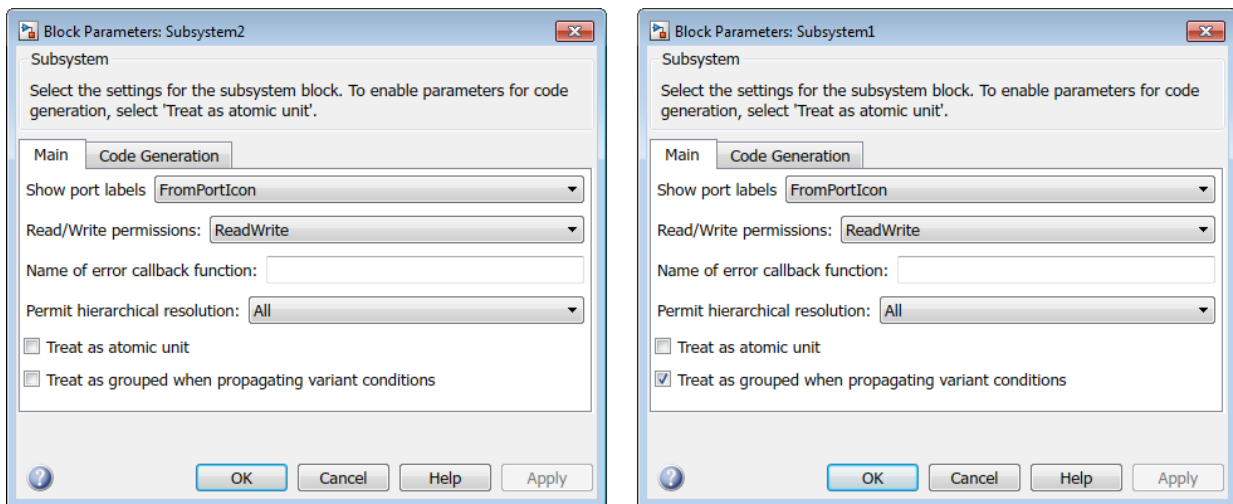 Block Parameters: Subsystem2
Subsystem
Select the settings for the subsystem block. To enable parameters for code
generation, select 'Treat as atomic unit'.
Main
Code Generation
Show port labels FromPortIcon
Read/Write permissions: ReadWrite
Name of error callback function:
Permit hierarchical resolution: All
Treat as atomic unit
Treat as grouped when propagating variant conditions
OK
Cancel
Help
Apply
Block Parameters: Subsystem1
Subsystem
Select the settings for the subsystem block. To enable parameters for code
generation, select 'Treat as atomic unit'.
Main
Code Generation
Show port labels FromPortIcon
Read/Write permissions: ReadWrite
Name of error callback function:
Permit hierarchical resolution: All
Treat as atomic unit
Treat as grouped when propagating variant conditions
OK
Cancel
Help
Apply